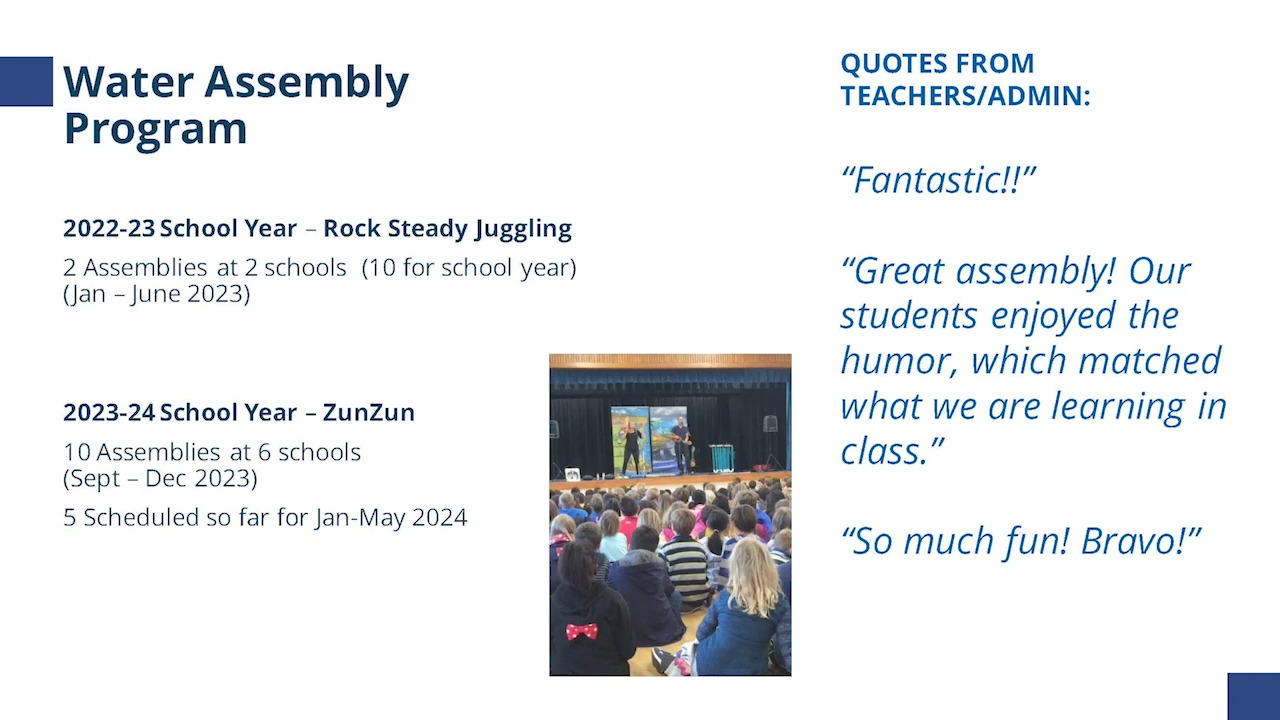 Water Assembly
Program
2022-23 School Year – Rock Steady Juggling
2 Assemblies at 2 schools (10 for school year)
(Jan – June 2023)
2023-24 School Year – ZunZun
10 Assemblies at 6 schools
(Sept – Dec 2023)
5 Scheduled so far for Jan-May 2024
QUOTES FROM
TEACHERS/ADMIN:
“Fantastic!!”
“Great assembly! Our
students enjoyed the
humor, which matched
what we are learning in
class.”
“So much fun! Bravo!”